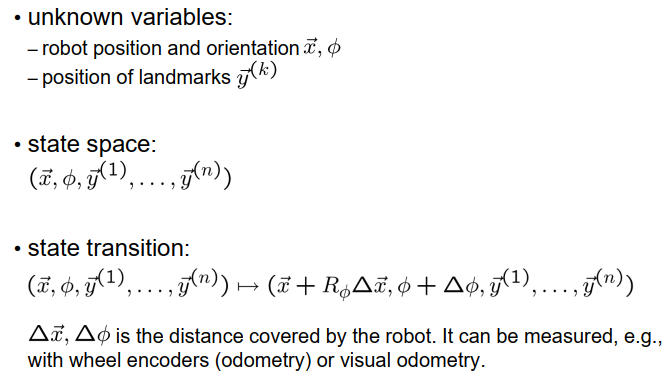 • unknown variables:
– robot position and orientation $\vec{x}, \phi$
– position of landmarks $\vec{y}^{(k)}$
• state space:
$(\vec{x}, \phi, \vec{y}^{(1)}, \ldots, \vec{y}^{(n)})$
• state transition:
$(\vec{x}, \phi, \vec{y}^{(1)}, \ldots, \vec{y}^{(n)}) \mapsto (\vec{x} + R_{\phi}\Delta\vec{x}, \phi + \Delta\phi, \vec{y}^{(1)}, \ldots, \vec{y}^{(n)})$
$\Delta\vec{x}, \Delta\phi$ is the distance covered by the robot. It can be measured, e.g.,
with wheel encoders (odometry) or visual odometry.